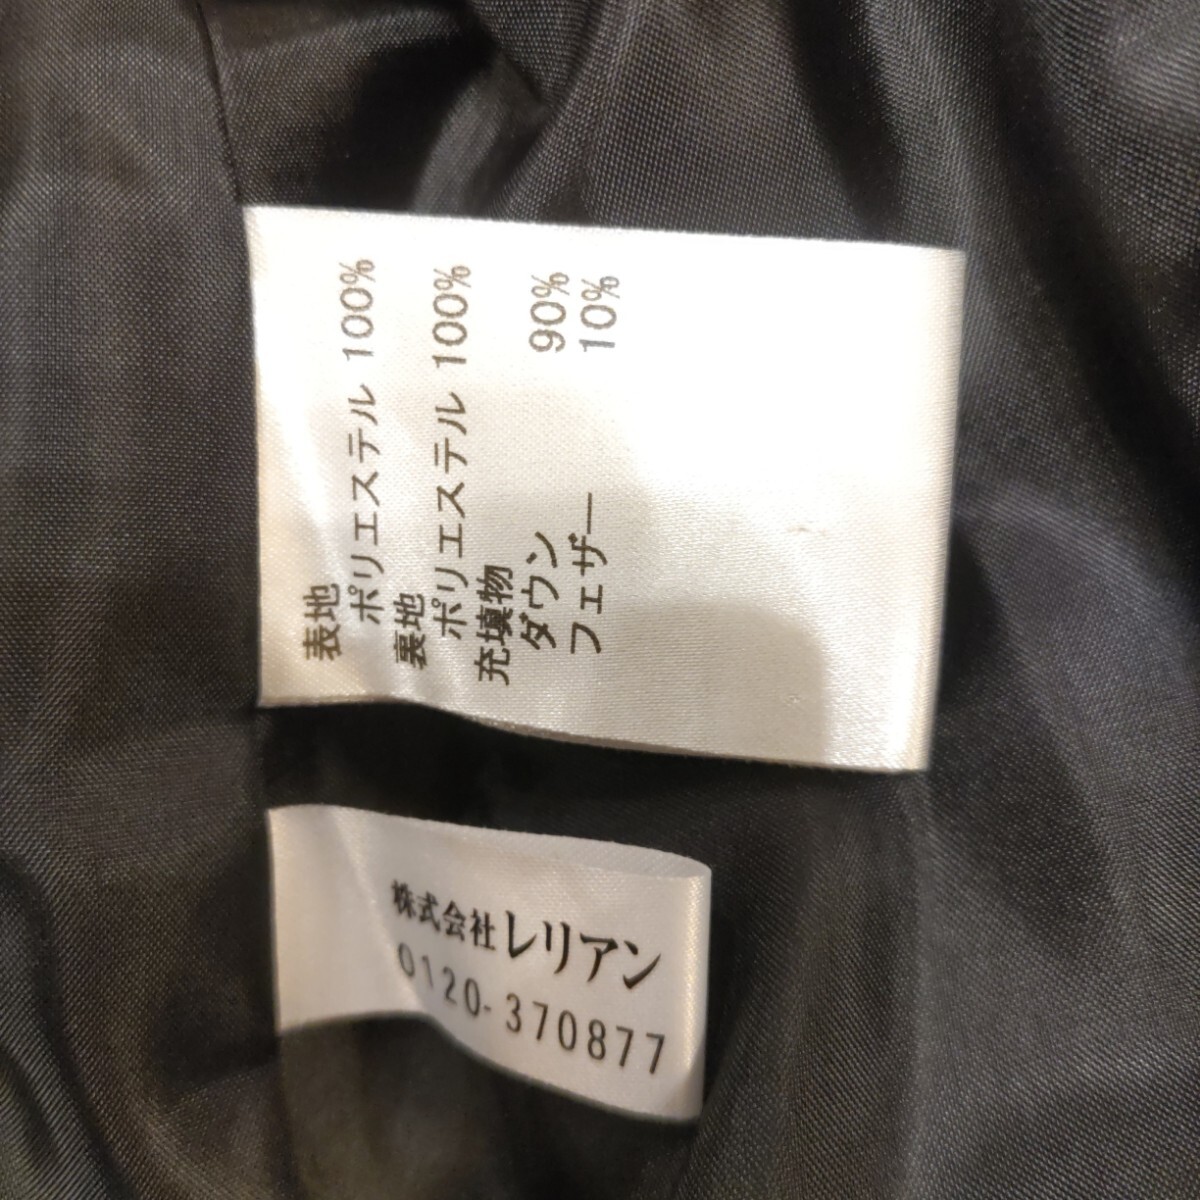 表地
ポリエステル 100%
裏地
ポリエステル 100%
充填物
ダウン 90%
フェザー 10%
株式会社レリアン
0120-370877